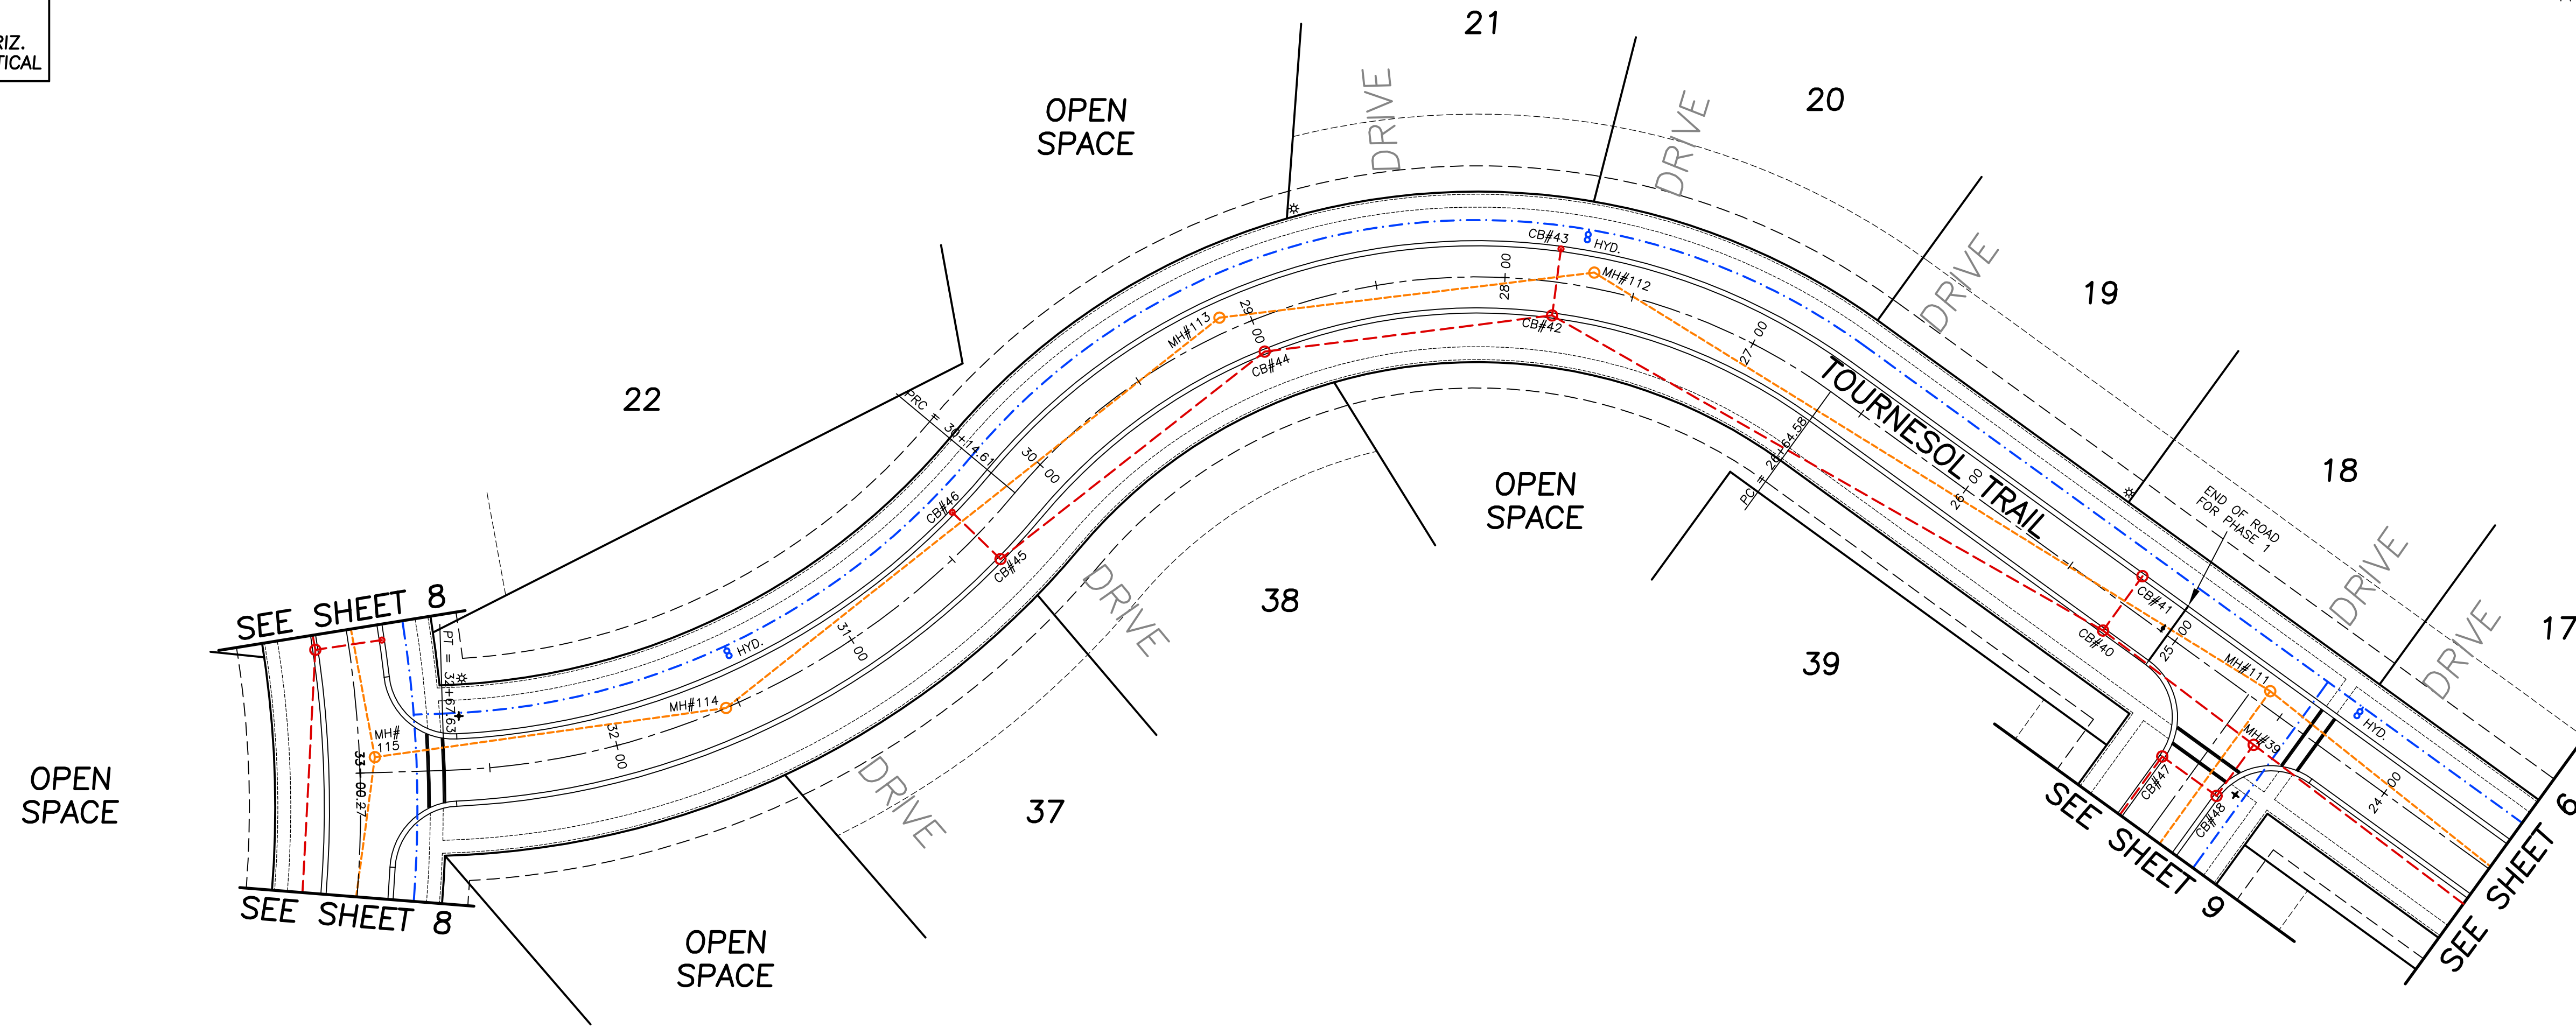 RIZ.
TICAL
21
20
OPEN
SPACE
DRIVE
DRIVE
CB#43
8 HYD.
MH#112
28+00
CB#42
DRIVE
19
29+00
MH#113
CB#44
27+00
TOURNESOL TRAIL
22
PRC = 30+14.61
30+00
PC = 26+64.58
26+00
18
OPEN
SPACE
END OF ROAD
FOR PHASE 1
CB#46
CB#45
DRIVE
38
DRIVE
CB#41
CB#40
25+00
17
SEE SHEET 8
PT = 32+67.63
8 HYD.
31+00
39
MH#111
DRIVE
MH#114
8 HYD.
MH#
115
32+00
MH#39
CB#47
CB#48
24+00
33+00.27
OPEN
SPACE
DRIVE
37
SEE SHEET 9
SEE SHEET 6
SEE SHEET 8
OPEN
SPACE